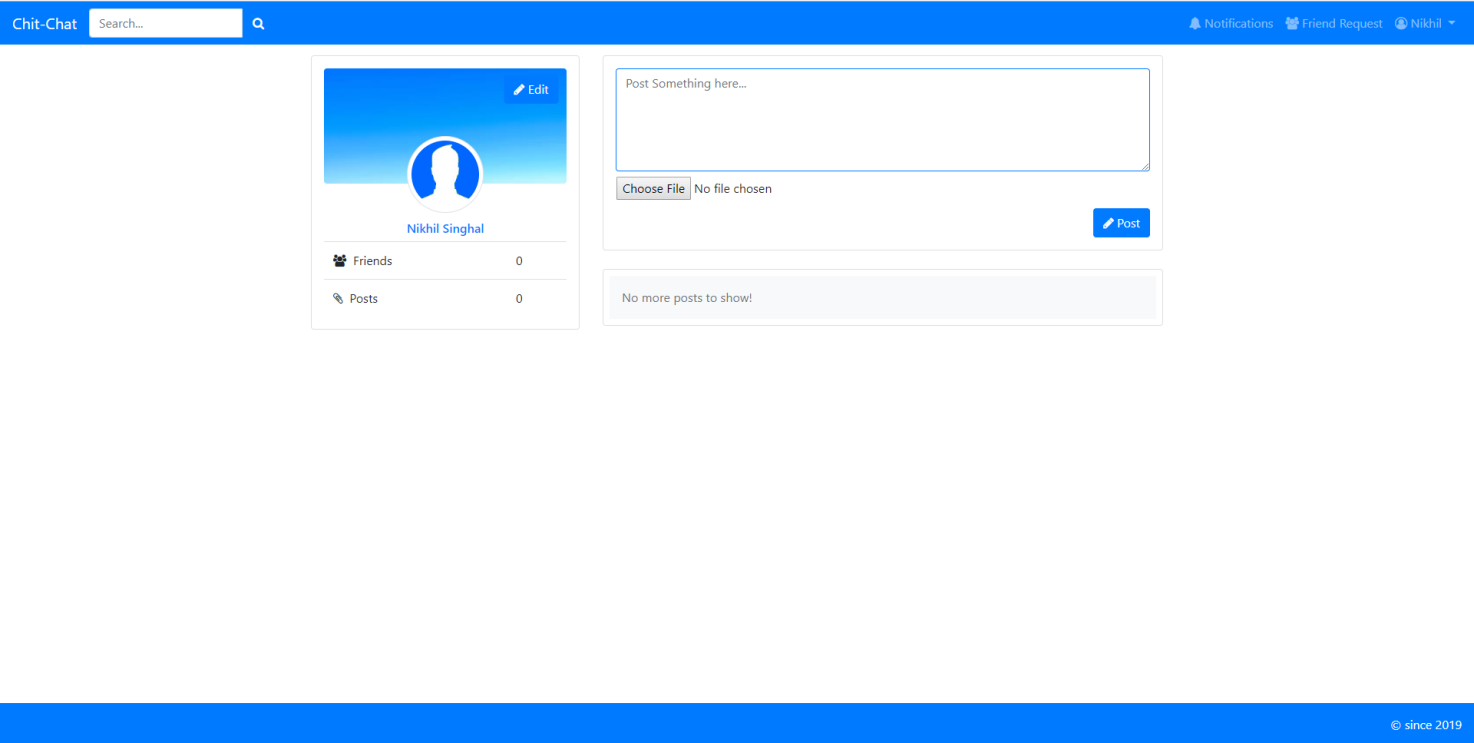 Chit-Chat Search... Notifications Friend Request Nikhil
Edit
Nikhil Singhal
Friends 0
Posts 0
Post Something here...
Choose File No file chosen
Post
No more posts to show!
© since 2019